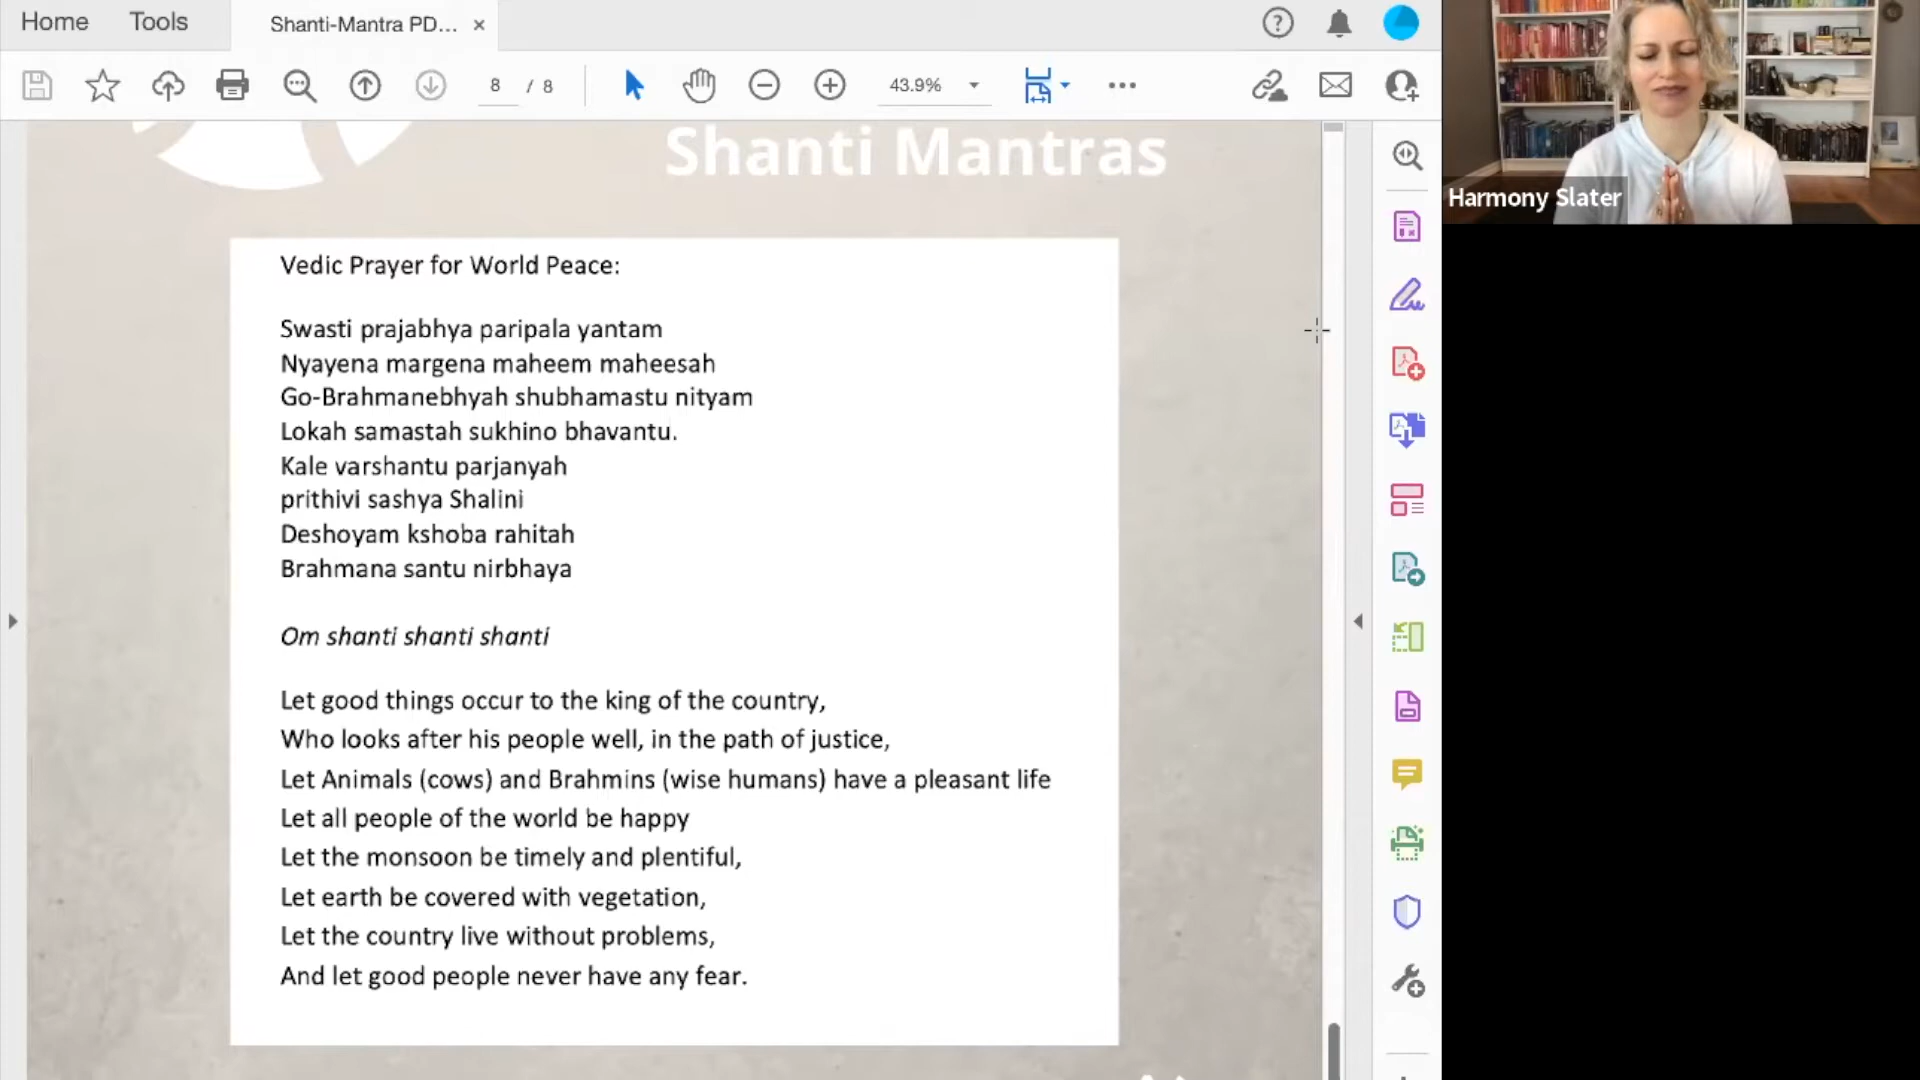 Home
Tools
Shanti-Mantra PD...
8 / 8
43.9%
Shanti Mantras
Harmony Slater
Vedic Prayer for World Peace:
Swasti prajabhya paripala yantam
Nyayena margena maheem maheesah
Go-Brahmanebhyah shubhamastu nityam
Lokah samastah sukhino bhavantu.
Kale varshantu parjanyah
prithivi sashya Shalini
Deshoyam kshoba rahitah
Brahmana santu nirbhaya
Om shanti shanti shanti
Let good things occur to the king of the country,
Who looks after his people well, in the path of justice,
Let Animals (cows) and Brahmins (wise humans) have a pleasant life
Let all people of the world be happy
Let the monsoon be timely and plentiful,
Let earth be covered with vegetation,
Let the country live without problems,
And let good people never have any fear.